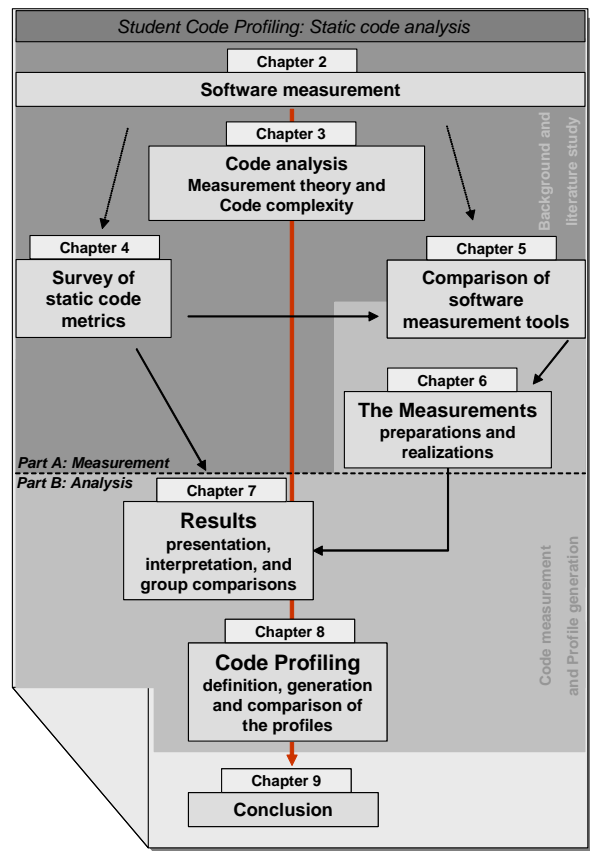 Student Code Profiling: Static code analysis
Chapter 2
Software measurement
Chapter 3
Code analysis
Measurement theory and
Code complexity
Background and
literature study
Chapter 4
Survey of
static code
metrics
Chapter 5
Comparison of
software
measurement tools
Chapter 6
The Measurements
preparations and
realizations
Part A: Measurement
Part B: Analysis
Chapter 7
Results
presentation,
interpretation, and
group comparisons
Code measurement
and Profile generation
Chapter 8
Code Profiling
definition, generation
and comparison of
the profiles
Chapter 9
Conclusion